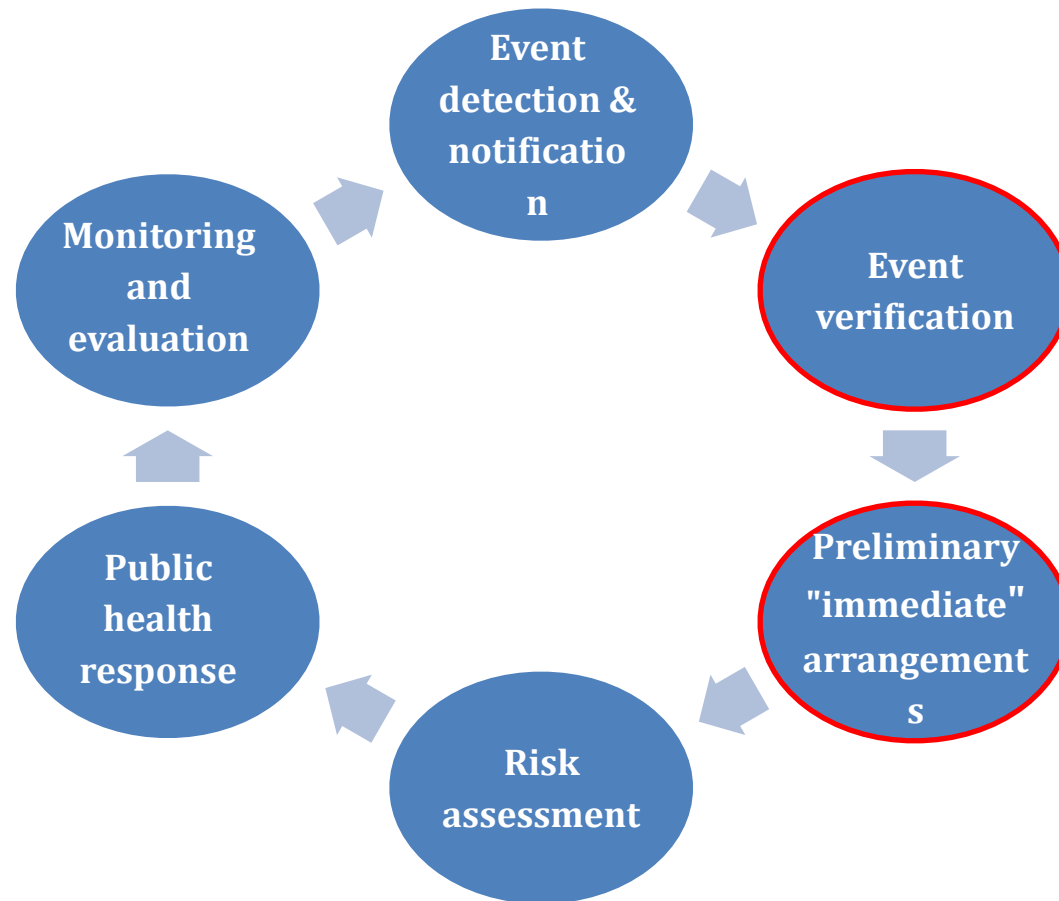 Event
detection &
notificatio
n
Event
verification
Preliminary
"immediate"
arrangement
s
Risk
assessment
Public
health
response
Monitoring
and
evaluation